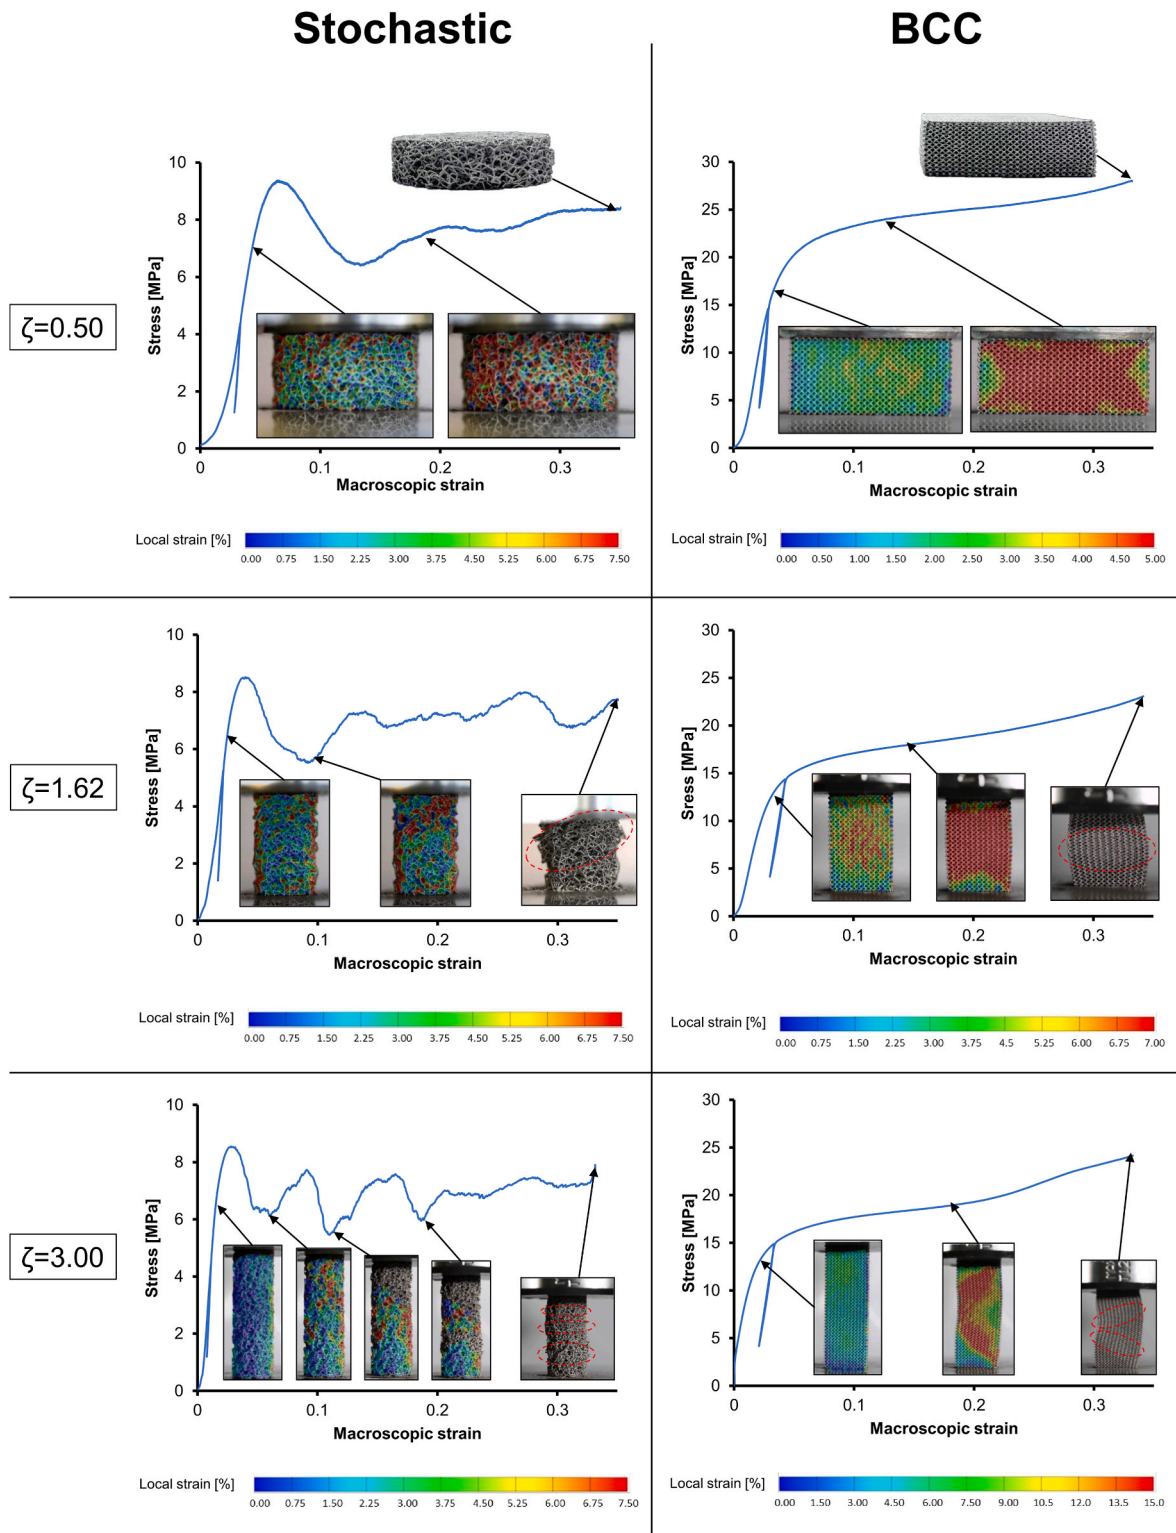 Stochastic
BCC
ζ=0.50
Stress [MPa]
10
8
6
4
2
0
0 0.1 0.2 0.3
Macroscopic strain
Local strain [%]
0.00 0.75 1.50 2.25 3.00 3.75 4.50 5.25 6.00 6.75 7.50
Stress [MPa]
30
25
20
15
10
5
0
0 0.1 0.2 0.3
Macroscopic strain
Local strain [%]
0.00 0.50 1.00 1.50 2.00 2.50 3.00 3.50 4.00 4.50 5.00
ζ=1.62
Stress [MPa]
10
8
6
4
2
0
0 0.1 0.2 0.3
Macroscopic strain
Local strain [%]
0.00 0.75 1.50 2.25 3.00 3.75 4.50 5.25 6.00 6.75 7.50
Sress [MPa]
30
25
20
15
10
5
0
0 0.1 0.2 0.3
Macroscopic strain
Local strain [%]
0.00 0.75 1.50 2.25 3.00 3.75 4.5 5.25 6.00 6.75 7.00
ζ=3.00
Stress [MPa]
10
8
6
4
2
0
0 0.1 0.2 0.3
Macroscopic strain
Local strain [%]
0.00 0.75 1.50 2.25 3.00 3.75 4.50 5.25 6.00 6.75 7.50
Stress [MPa]
30
25
20
15
10
5
0
0 0.1 0.2 0.3
Macroscopic strain
Local strain [%]
0.00 1.50 3.00 4.50 6.00 7.50 9.00 10.5 12.0 13.5 15.0